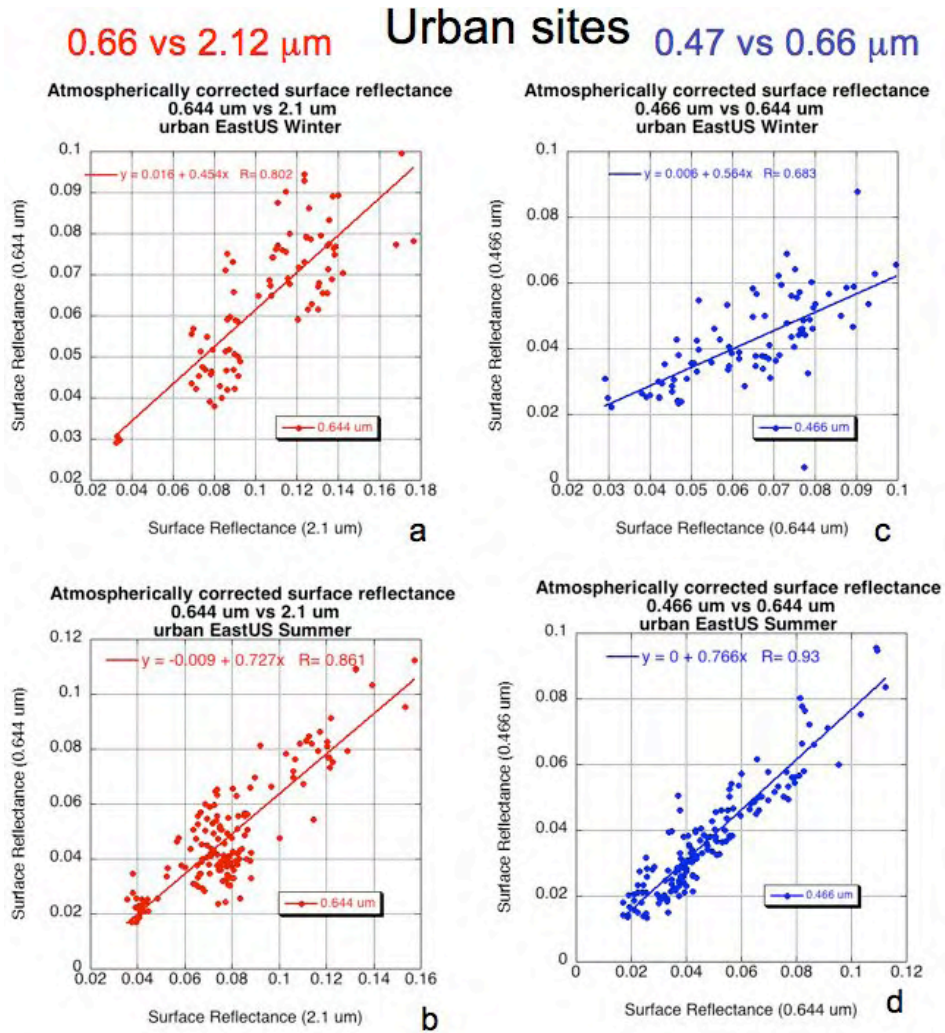 Urban sites
0.66 vs 2.12 μm
0.47 vs 0.66 μm
Atmospherically corrected surface reflectance
0.644 um vs 2.1 um
urban EastUS Winter
0.1
0.09
0.08
0.07
0.06
0.05
0.04
0.03
0.02
y = 0.016 + 0.454x R= 0.802
Surface Reflectance (0.644 um)
0.644 um
0.02 0.04 0.06 0.08 0.1 0.12 0.14 0.16 0.18
Surface Reflectance (2.1 um)
a
Atmospherically corrected surface reflectance
0.466 um vs 0.644 um
urban EastUS Winter
0.1
0.08
0.06
0.04
0.02
0
y = 0.006 + 0.564x R= 0.683
Surface Reflectance (0.466 um)
0.466 um
0.02 0.03 0.04 0.05 0.06 0.07 0.08 0.09 0.1
Surface Reflectance (0.644 um)
c
Atmospherically corrected surface reflectance
0.644 um vs 2.1 um
urban EastUS Summer
0.12
0.1
0.08
0.06
0.04
0.02
0
y = -0.009 + 0.727x R= 0.861
Surface Reflectance (0.644 um)
0.644 um
0.02 0.04 0.06 0.08 0.1 0.12 0.14 0.16
Surface Reflectance (2.1 um)
b
Atmospherically corrected surface reflectance
0.466 um vs 0.644 um
urban EastUS Summer
0.1
0.08
0.06
0.04
0.02
0
y = 0 + 0.766x R= 0.93
Surface Reflectance (0.466 um)
0.466 um
0 0.02 0.04 0.06 0.08 0.1 0.12
Surface Reflectance (0.644 um)
d